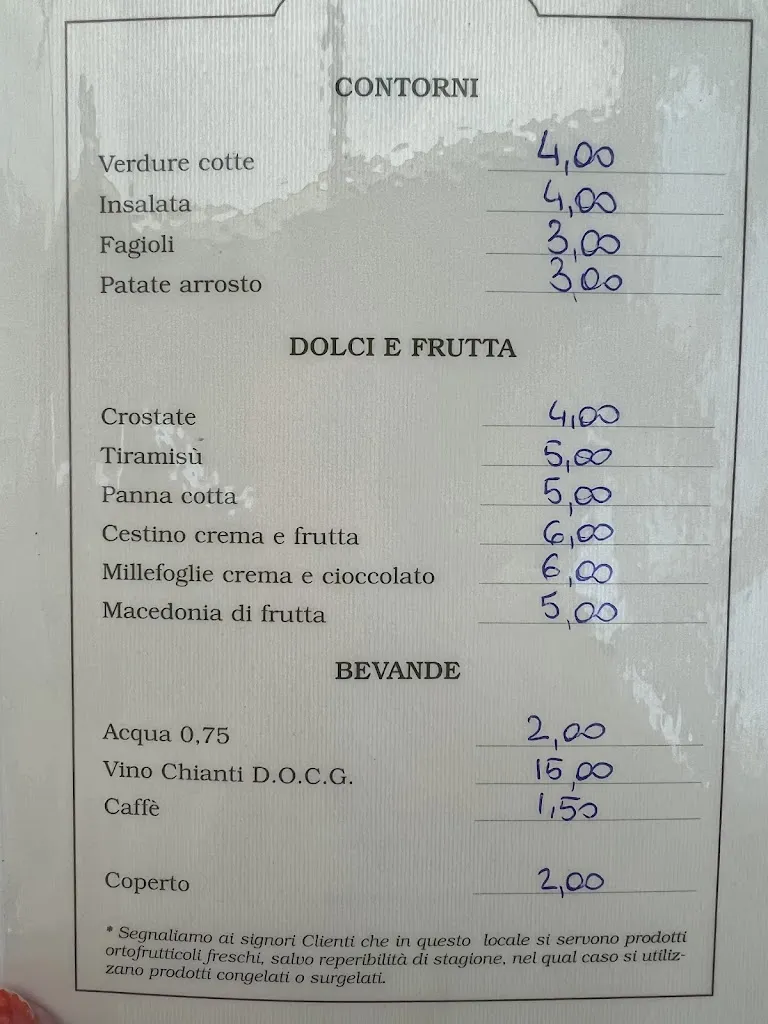 CONTORNI
Verdure cotte 4,00
Insalata 4,00
Fagioli 3,00
Patate arrosto 3,00
DOLCI E FRUTTA
Crostate 4,00
Tiramisù 5,00
Panna cotta 5,00
Cestino crema e frutta 6,00
Millefoglie crema e cioccolato 6,00
Macedonia di frutta 5,00
BEVANDE
Acqua 0,75 2,00
Vino Chianti D.O.C.G. 15,00
Caffè 1,50
Coperto 2,00
* Segnaliamo ai signori Clienti che in questo locale si servono prodotti
ortofrutticoli freschi, salvo reperibilità di stagione, nel qual caso si utiliz-
zano prodotti congelati o surgelati.